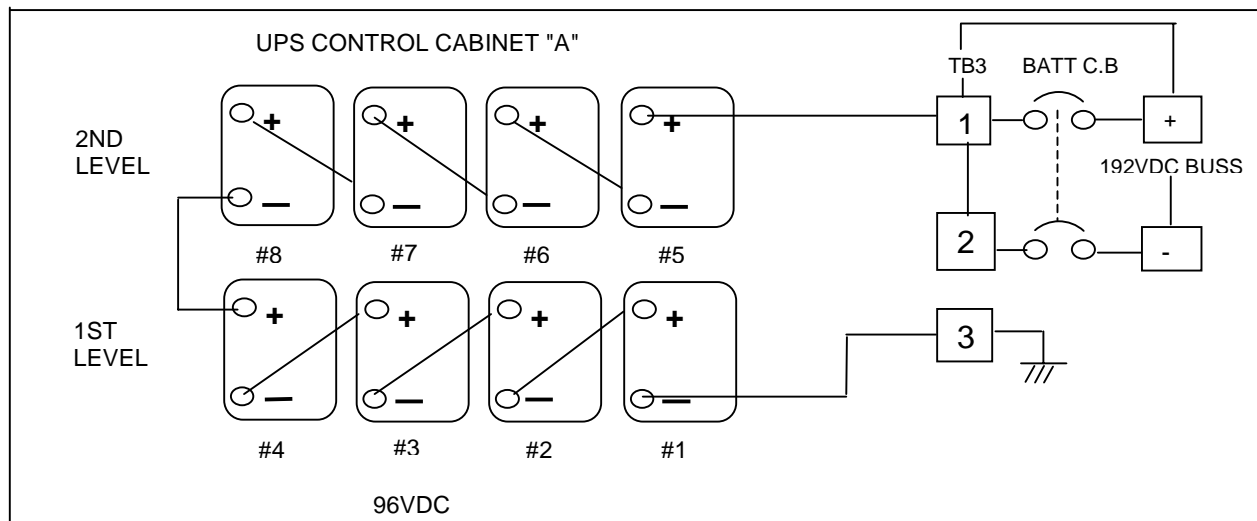 UPS CONTROL CABINET "A"
TB3 BATT C.B
2ND
LEVEL
+ + + +
1 +
192VDC BUSS
— — — —
2 -
#8 #7 #6 #5
1ST
LEVEL
+ + + +
3
— — — —
#4 #3 #2 #1
96VDC